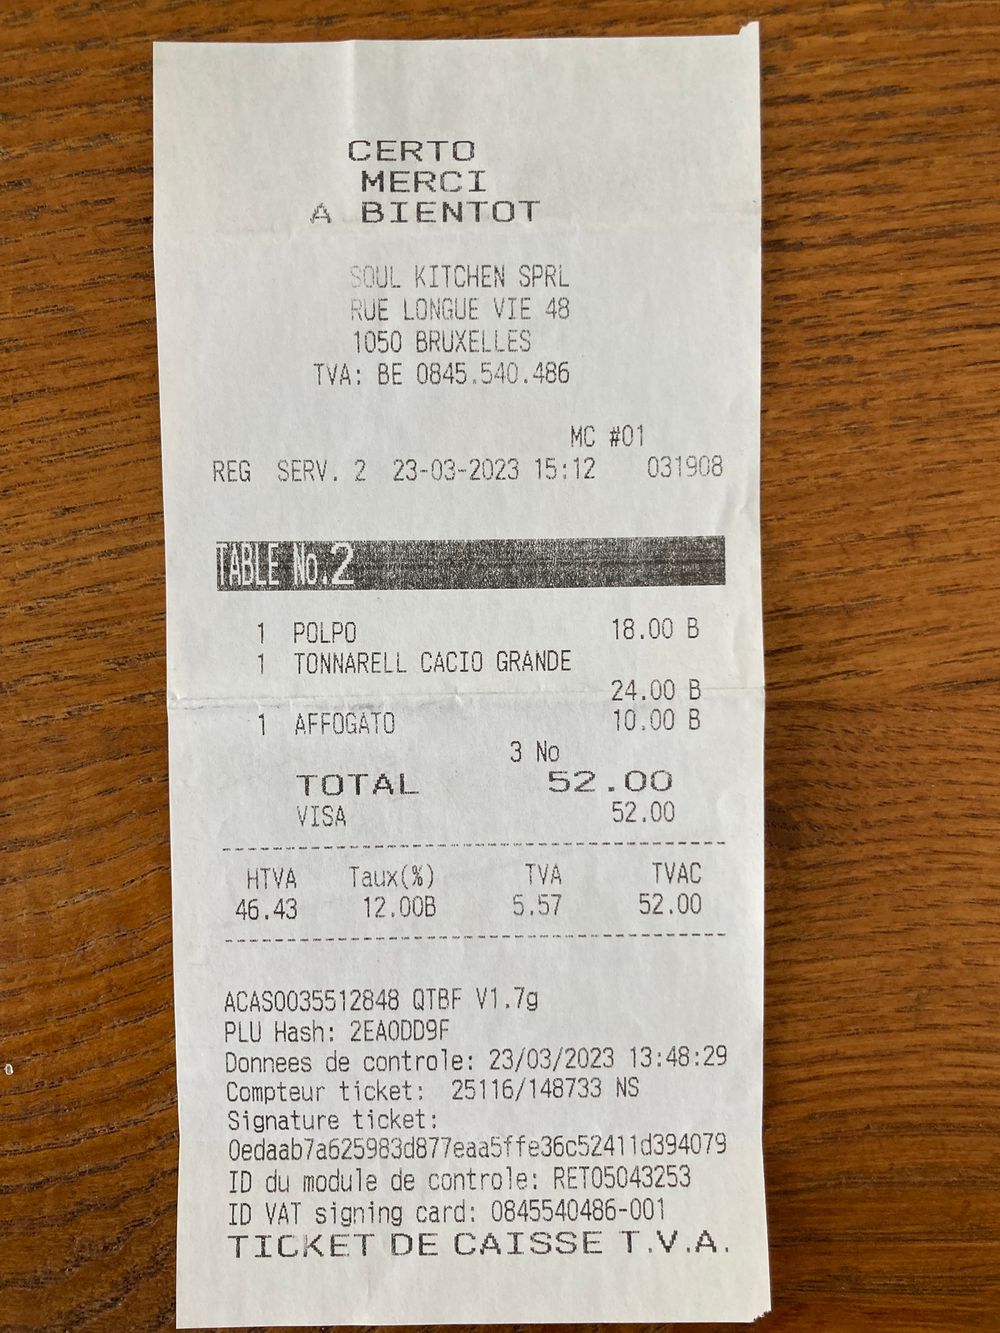 CERTO
MERCI
A BIENTOT
SOUL KITCHEN SPRL
RUE LONGUE VIE 48
1050 BRUXELLES
TVA: BE 0845.540.486
MC #01
REG SERV. 2 23-03-2023 15:12 031908
TABLE No.2
1 POLPO 18.00 B
1 TONNARELL CACIO GRANDE
24.00 B
1 AFFOGATO 10.00 B
3 No
TOTAL 52.00
VISA 52.00
HTVA Taux(%) TVA TVAC
46.43 12.00B 5.57 52.00
ACAS0035512848 QTBF V1.7g
PLU Hash: 2EA0DD9F
Donnees de controle: 23/03/2023 13:48:29
Compteur ticket: 25116/148733 NS
Signature ticket:
0edaab7a625983d877eaa5ffe36c52411d394079
ID du module de controle: RET05043253
ID VAT signing card: 0845540486-001
TICKET DE CAISSE T.V.A.